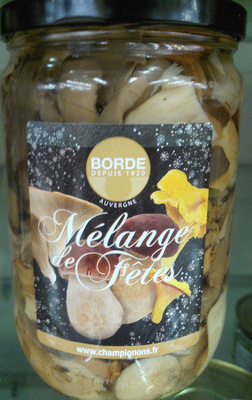 BORDE
DEPUIS 1920
AUVERGNE
Mélange
de Fêtes
www.champignons.fr